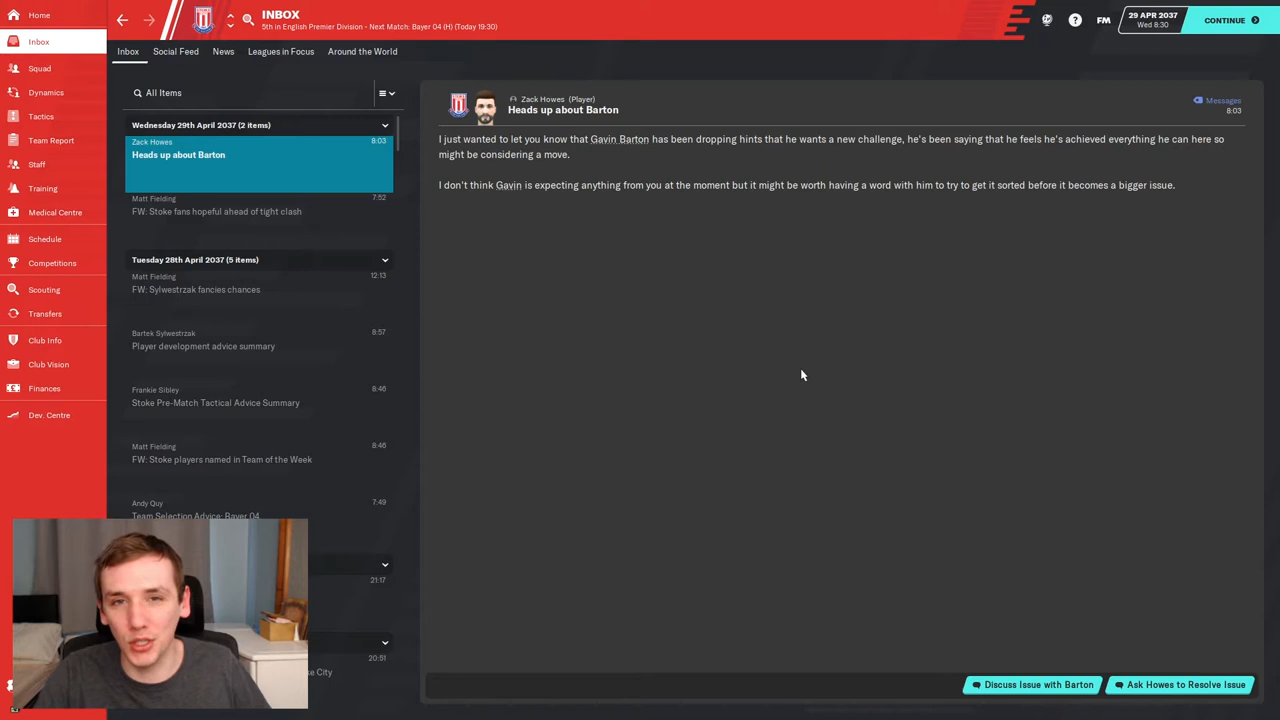 Home
Inbox
Squad
Dynamics
Tactics
Team Report
Staff
Training
Medical Centre
Schedule
Competitions
Scouting
Transfers
Club Info
Club Vision
Finances
Dev. Centre
INBOX
5th in English Premier Division - Next Match: Bayer 04 (H) (Today 19:30)
FM
29 APR 2037
Wed 8:30
CONTINUE
Inbox Social Feed News Leagues in Focus Around the World
All Items
Wednesday 29th April 2037 (2 items)
Zack Howes 8:03
Heads up about Barton
Matt Fielding 7:52
FW: Stoke fans hopeful ahead of tight clash
Tuesday 28th April 2037 (5 items)
Matt Fielding 12:13
FW: Sylwestrzak fancies chances
Bartek Sylwestrzak 8:57
Player development advice summary
Frankie Sibley 8:46
Stoke Pre-Match Tactical Advice Summary
Matt Fielding 8:46
FW: Stoke players named in Team of the Week
Andy Quy 7:49
Team Selection Advice: Bayer 04
21:17
20:51
ke City
Zack Howes (Player)
Heads up about Barton
Messages
8:03
I just wanted to let you know that Gavin Barton has been dropping hints that he wants a new challenge, he's been saying that he feels he's achieved everything he can here so
might be considering a move.
I don't think Gavin is expecting anything from you at the moment but it might be worth having a word with him to try to get it sorted before it becomes a bigger issue.
Discuss Issue with Barton
Ask Howes to Resolve Issue